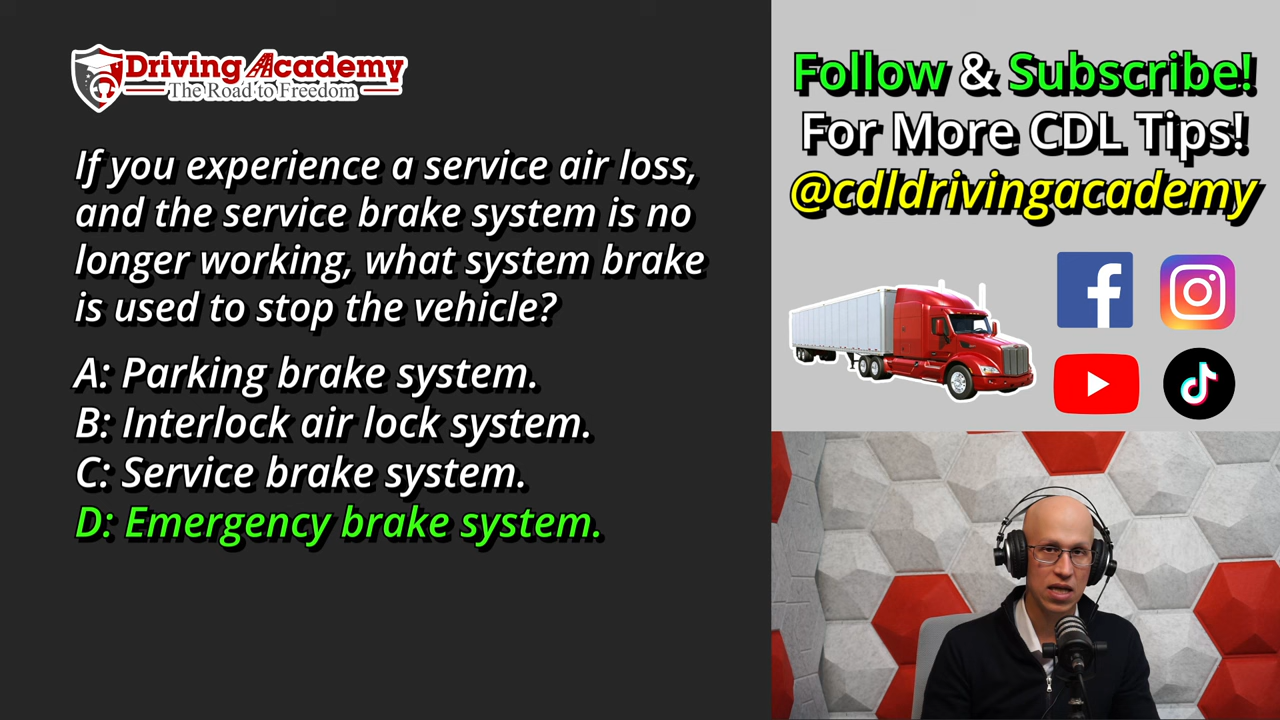 Driving Academy
The Road to Freedom
If you experience a service air loss,
and the service brake system is no
longer working, what system brake
is used to stop the vehicle?
A: Parking brake system.
B: Interlock air lock system.
C: Service brake system.
D: Emergency brake system.
Follow & Subscribe!
For More CDL Tips!
@cdldrivingacademy